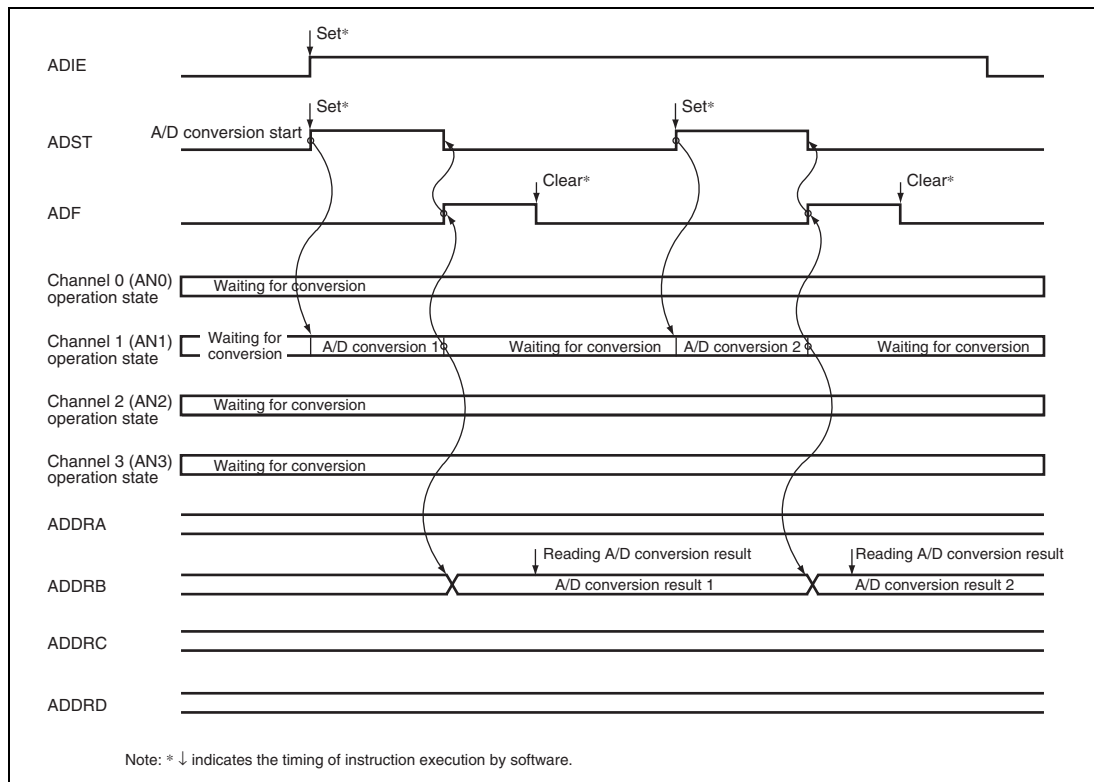 Set*
ADIE
Set*
Set*
A/D conversion start
ADST
Clear*
Clear*
ADF
Channel 0 (AN0)
operation state
Waiting for conversion
Channel 1 (AN1)
operation state
Waiting for
conversion
A/D conversion 1
Waiting for conversion
A/D conversion 2
Waiting for conversion
Channel 2 (AN2)
operation state
Waiting for conversion
Channel 3 (AN3)
operation state
Waiting for conversion
ADDRA
Reading A/D conversion result
Reading A/D conversion result
ADDRB
A/D conversion result 1
A/D conversion result 2
ADDRC
ADDRD
Note: * ↓ indicates the timing of instruction execution by software.